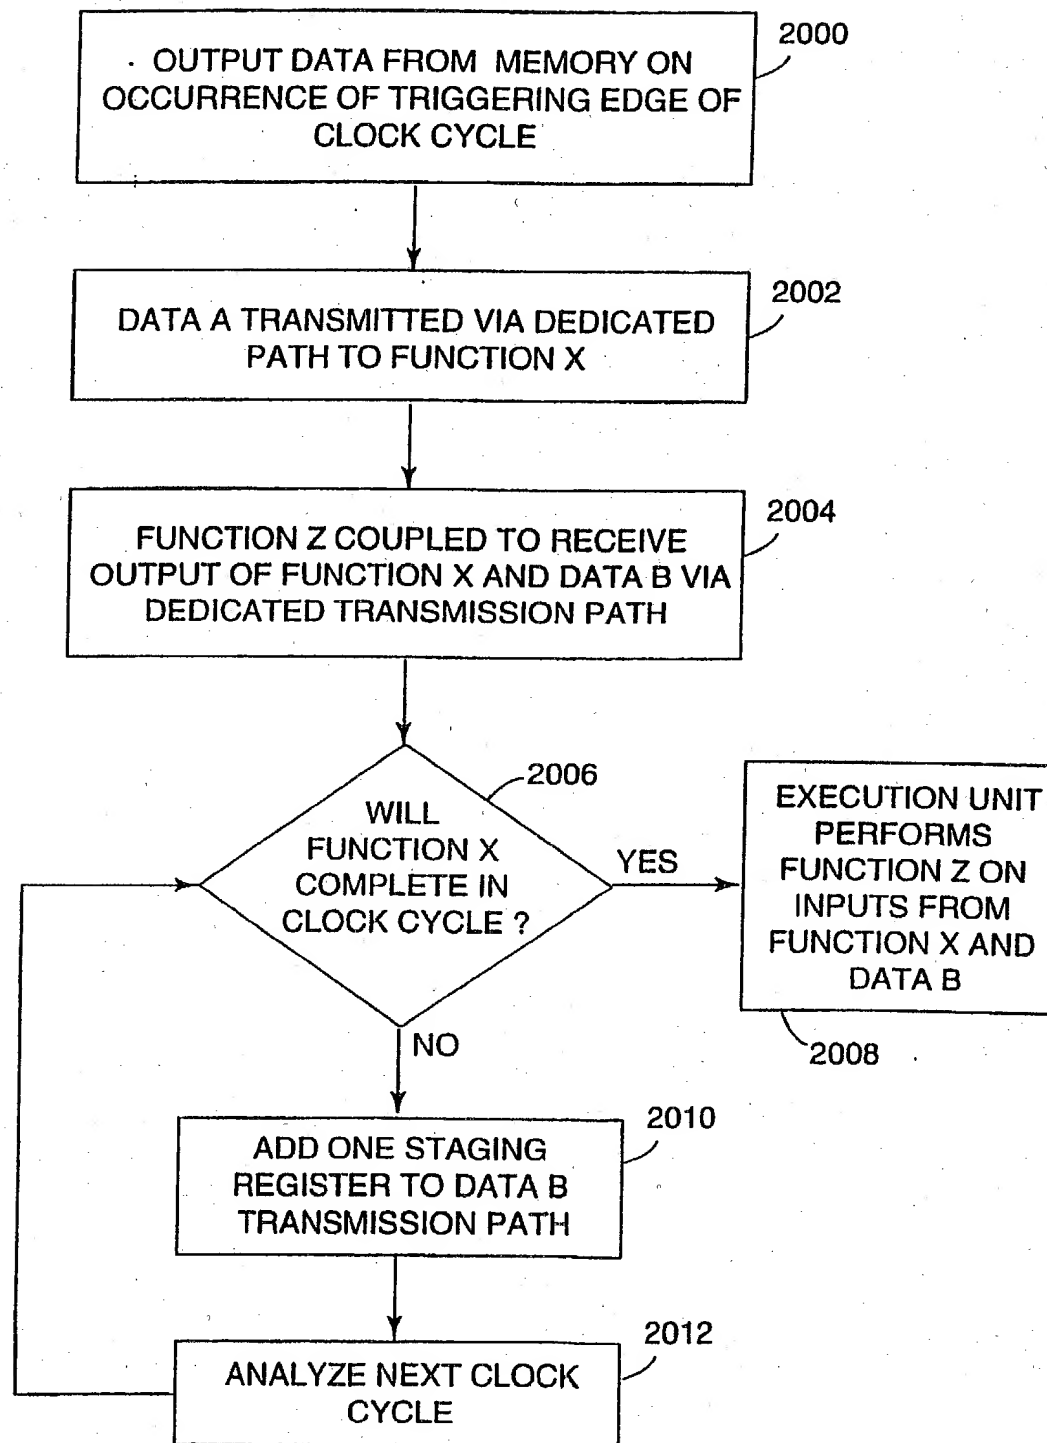 2000
OUTPUT DATA FROM MEMORY ON
OCCURRENCE OF TRIGGERING EDGE OF
CLOCK CYCLE
2002
DATA A TRANSMITTED VIA DEDICATED
PATH TO FUNCTION X
2004
FUNCTION Z COUPLED TO RECEIVE
OUTPUT OF FUNCTION X AND DATA B VIA
DEDICATED TRANSMISSION PATH
2006
WILL
FUNCTION X
COMPLETE IN
CLOCK CYCLE ?
YES
EXECUTION UNIT
PERFORMS
FUNCTION Z ON
INPUTS FROM
FUNCTION X AND
DATA B
2008
NO
2010
ADD ONE STAGING
REGISTER TO DATA B
TRANSMISSION PATH
2012
ANALYZE NEXT CLOCK
CYCLE